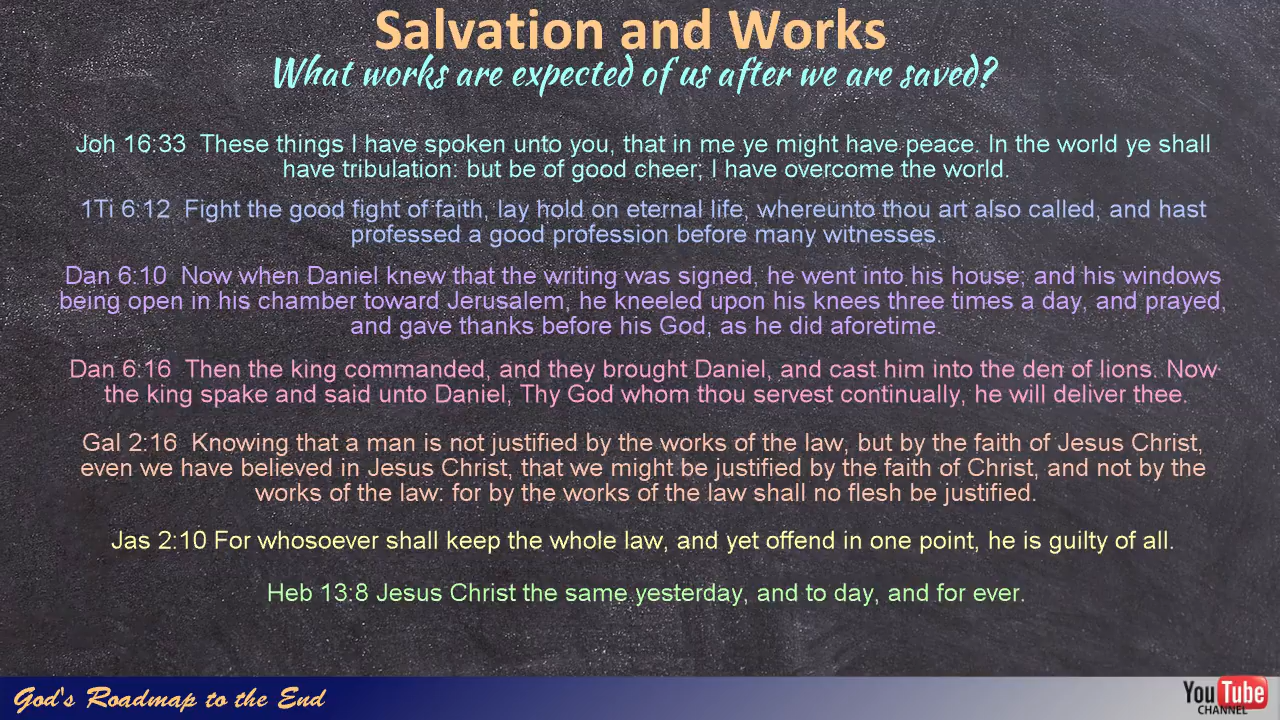 Salvation and Works
What works are expected of us after we are saved?
Joh 16:33 These things I have spoken unto you, that in me ye might have peace. In the world ye shall
have tribulation: but be of good cheer; I have overcome the world.
1Ti 6:12 Fight the good fight of faith, lay hold on eternal life, whereunto thou art also called, and hast
professed a good profession before many witnesses.
Dan 6:10 Now when Daniel knew that the writing was signed, he went into his house; and his windows
being open in his chamber toward Jerusalem, he kneeled upon his knees three times a day, and prayed,
and gave thanks before his God, as he did aforetime.
Dan 6:16 Then the king commanded, and they brought Daniel, and cast him into the den of lions. Now
the king spake and said unto Daniel, Thy God whom thou servest continually, he will deliver thee.
Gal 2:16 Knowing that a man is not justified by the works of the law, but by the faith of Jesus Christ,
even we have believed in Jesus Christ, that we might be justified by the faith of Christ, and not by the
works of the law: for by the works of the law shall no flesh be justified.
Jas 2:10 For whosoever shall keep the whole law, and yet offend in one point, he is guilty of all.
Heb 13:8 Jesus Christ the same yesterday, and to day, and for ever.
God's Roadmap to the End
YouTube
CHANNEL